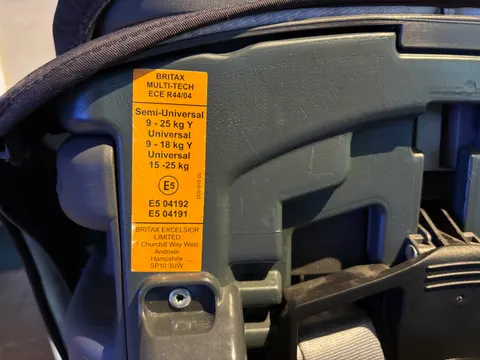 BRITAX
MULTI-TECH
ECE R44/04
Semi-Universal
9 - 25 kg Y
Universal
9 - 18 kg Y
Universal
15 -25 kg
E5
E5 04192
E5 04191
BRITAX EXCELSIOR
LIMITED
1 Churchill Way West
Andover
Hampshire
SP10 3UW